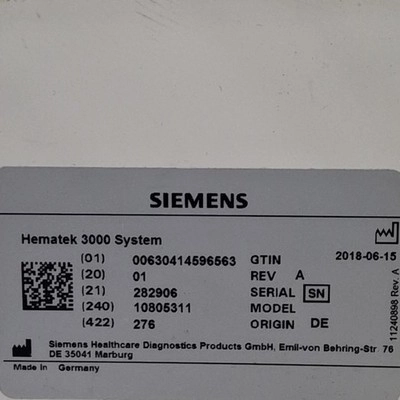 SIEMENS
Hematek 3000 System
2018-06-15
(01) 00630414596563 GTIN
(20) 01 REV A
(21) 282906 SERIAL SN
(240) 10805311 MODEL
(422) 276 ORIGIN DE
11240898 Rev. A
Siemens Healthcare Diagnostics Products GmbH, Emil-von Behring-Str 76
DE 35041 Marburg
Made in Germany